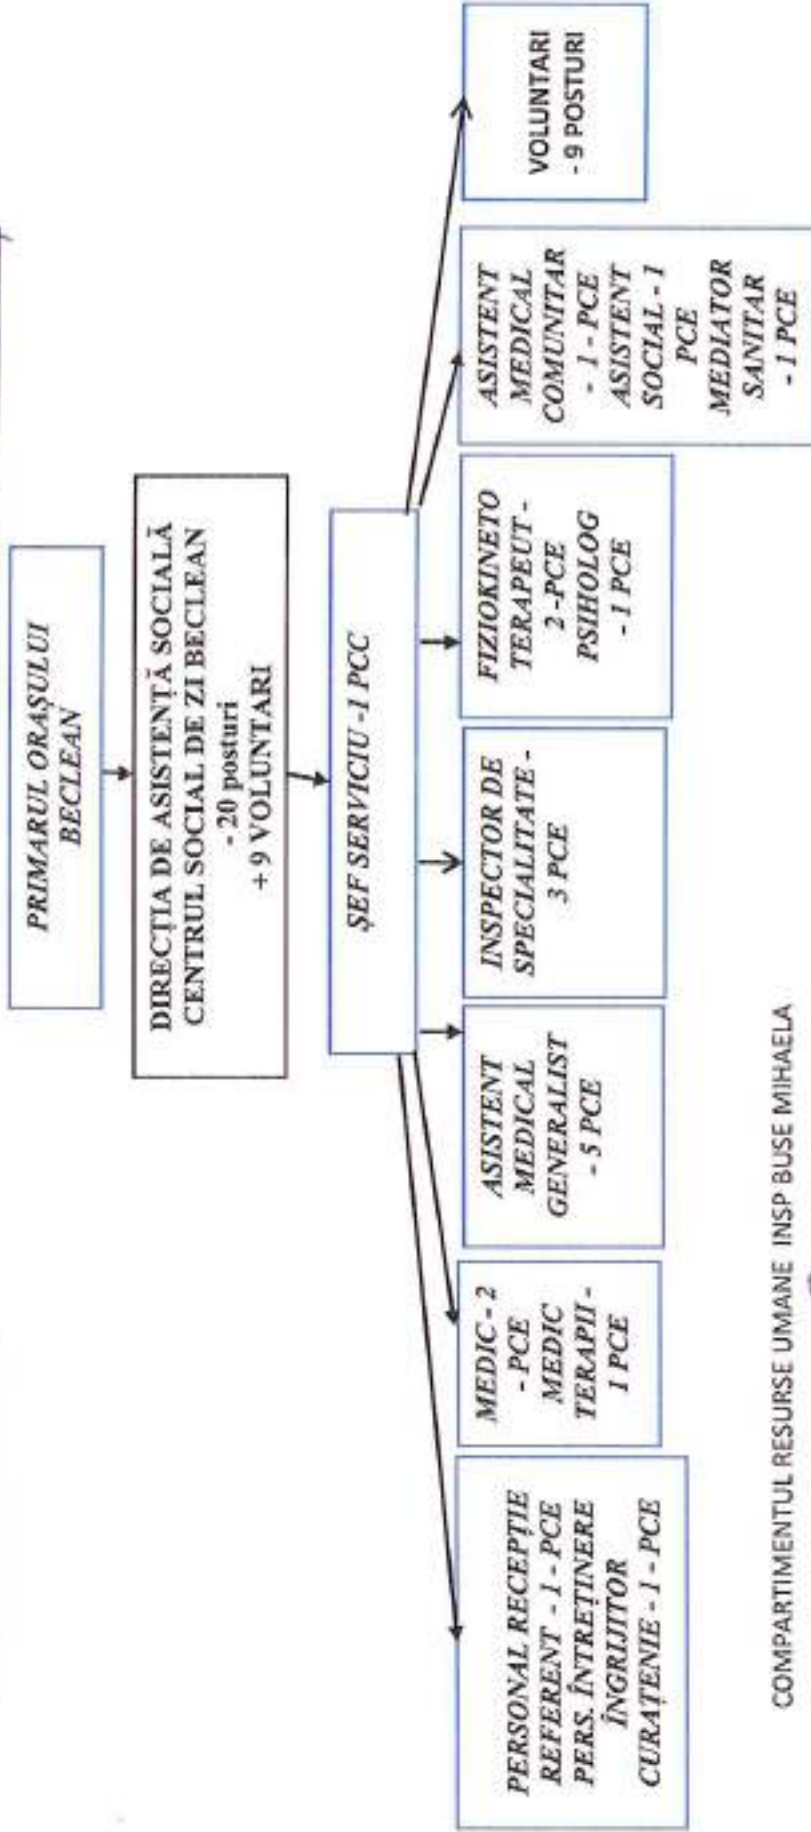 PRIMARUL ORAȘULUI
BECLEAN
DIRECȚIA DE ASISTENȚĂ SOCIALĂ
CENTRUL SOCIAL DE ZI BECLEAN
- 20 posturi
+ 9 VOLUNTARI
ȘEF SERVICIU -1 PCC
PERSONAL RECEPȚIE
REFERENT - 1 - PCE
PERS. ÎNTREȚINERE
ÎNGRIJITOR
CURAȚENIE - 1 - PCE
MEDIC - 2
- PCE
MEDIC
TERAPII -
1 PCE
ASISTENT
MEDICAL
GENERALIST
- 5 PCE
INSPECTOR DE
SPECIALITATE -
3 PCE
FIZIOKINETO
TERAPEUT -
2 -PCE
PSIHOLOG
- 1 PCE
ASISTENT
MEDICAL
COMUNITAR
- 1 - PCE
ASISTENT
SOCIAL - 1
PCE
MEDIATOR
SANITAR
- 1 PCE
VOLUNTARI
- 9 POSTURI
COMPARTIMENTUL RESURSE UMANE INSP BUSE MIHAELA